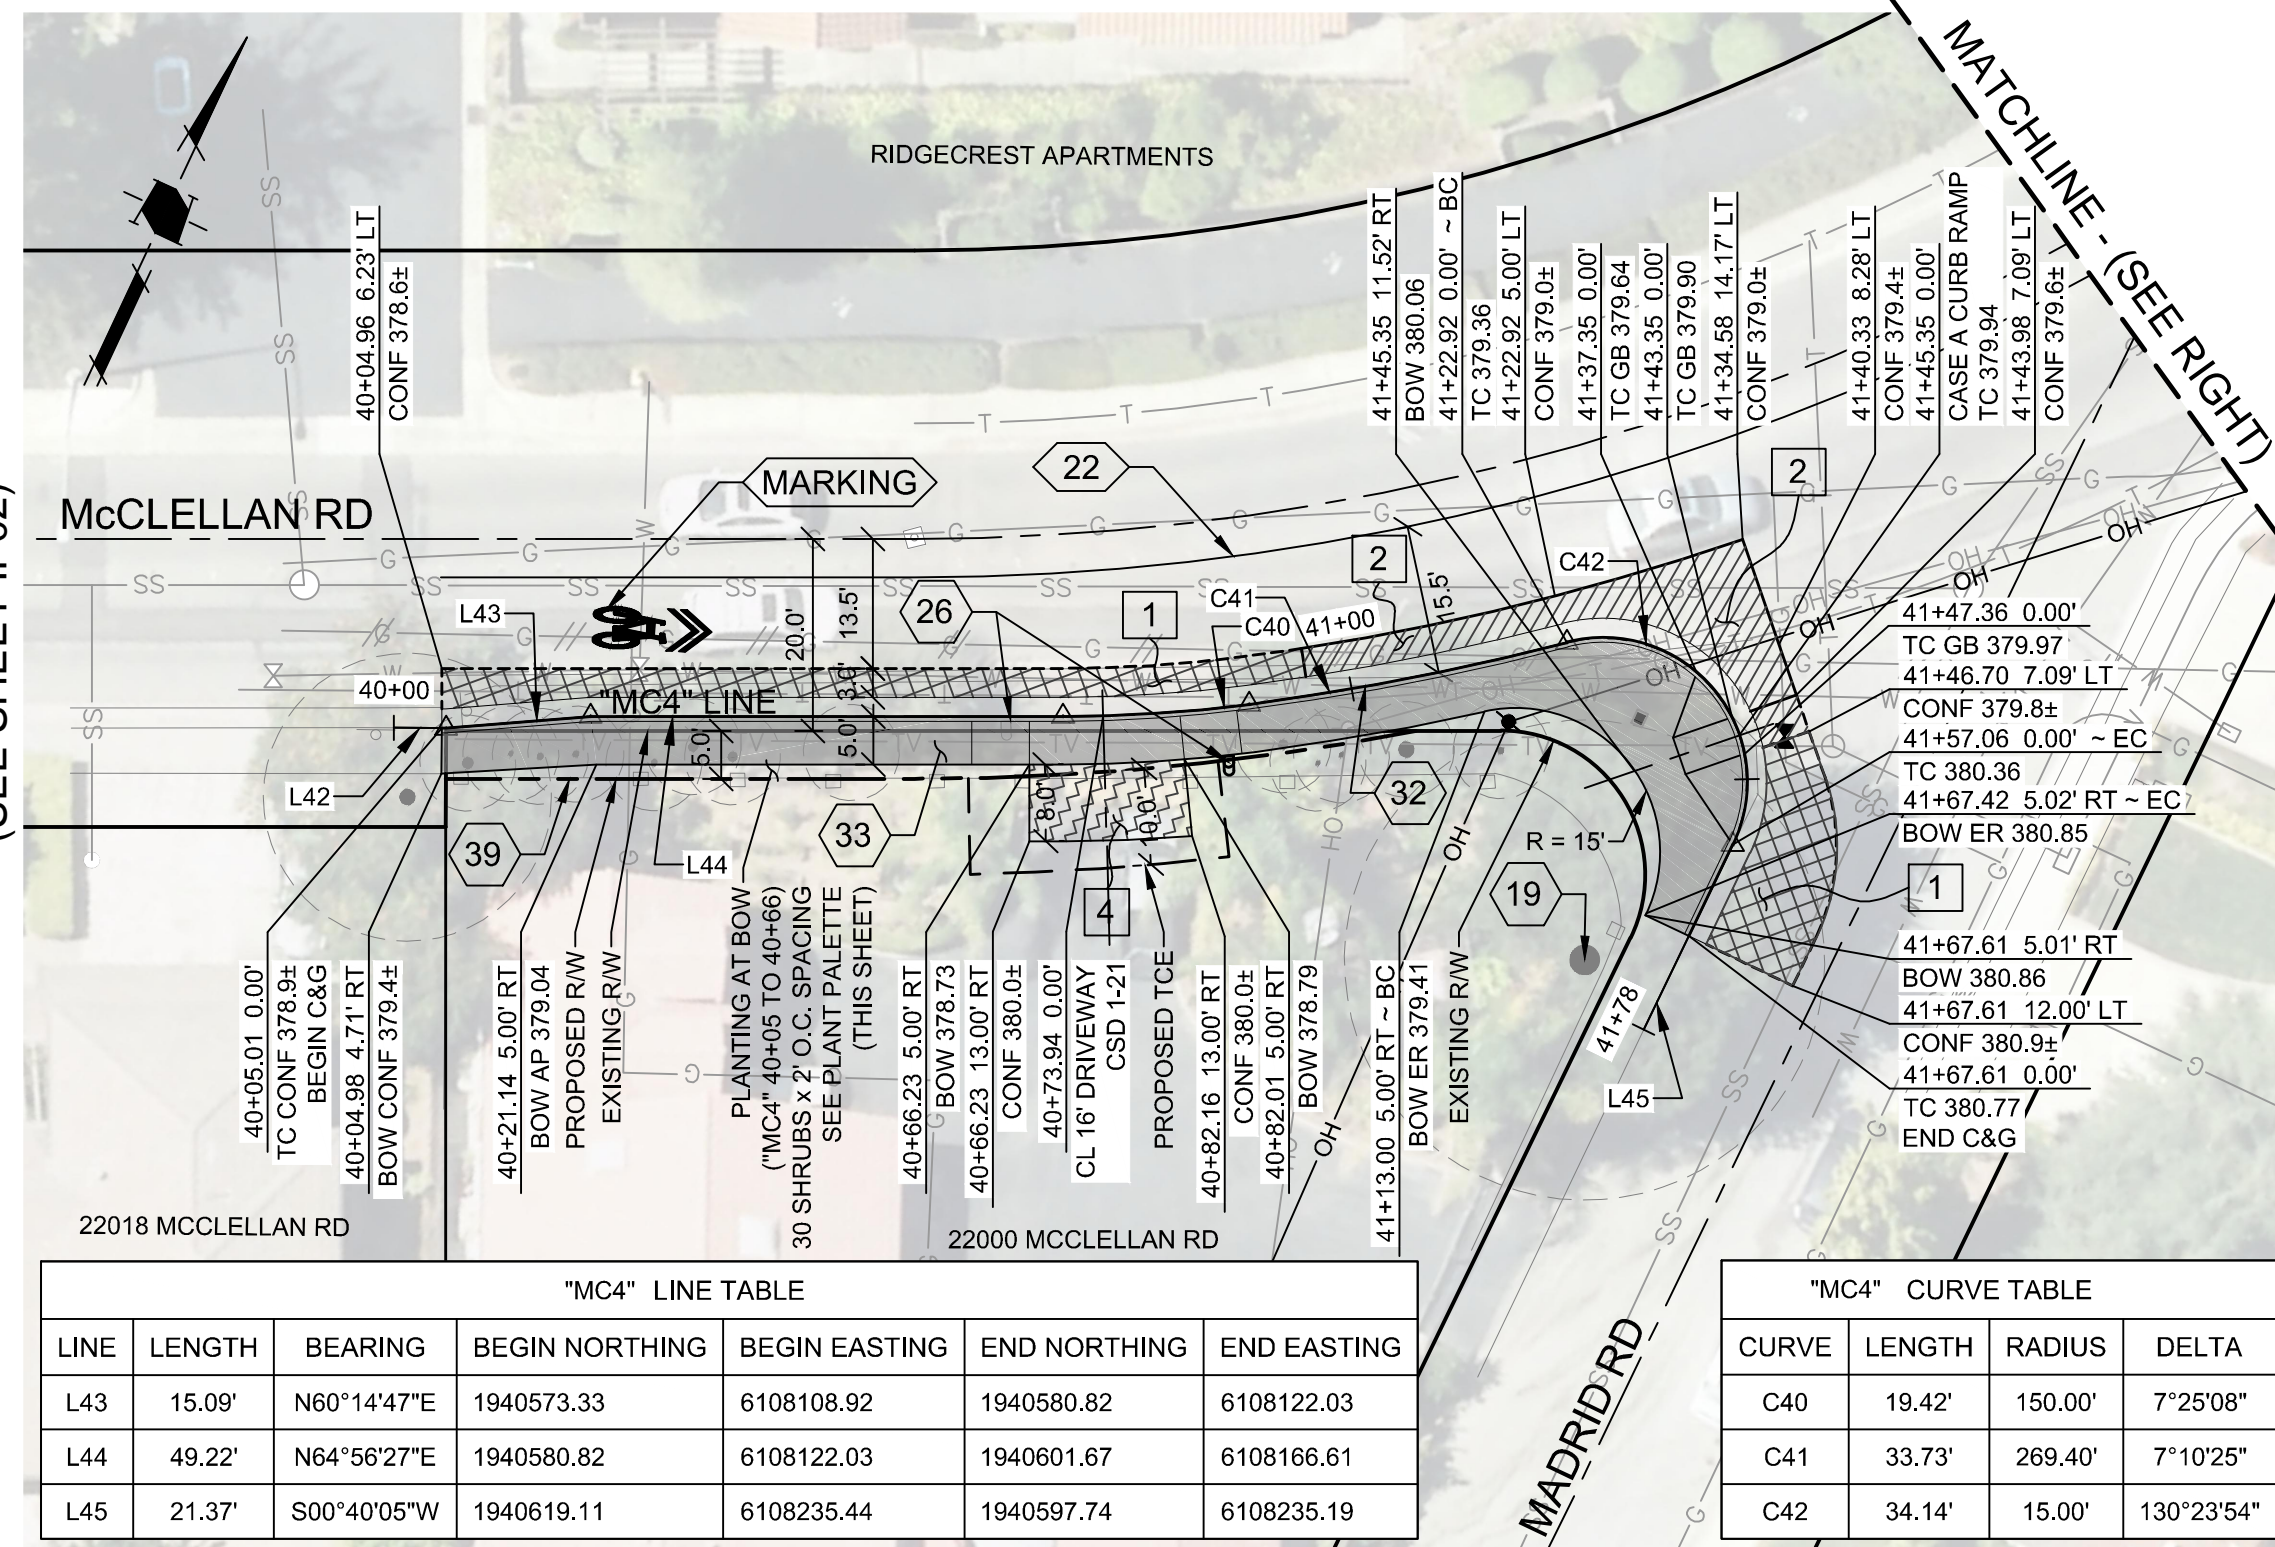 MATCHLINE - (SEE RIGHT)
RIDGECREST APARTMENTS
McCLELLAN RD
MARKING
22
2
2
40+04.96 6.23' LT
CONF 378.6±
41+45.35 11.52' RT
BOW 380.06
41+22.92 0.00' ~ BC
TC 379.36
41+22.92 5.00' LT
CONF 379.0±
41+37.35 0.00'
TC GB 379.64
41+43.35 0.00'
TC GB 379.90
41+34.58 14.17' LT
CONF 379.0±
41+40.33 8.28' LT
CONF 379.4±
41+45.35 0.00'
CASE A CURB RAMP
TC 379.94
41+43.98 7.09' LT
CONF 379.6±
L43
40+00
"MC4" LINE
20.0'
13.5'
3.6'
5.0'
5.0'
26
1
C41
C40
41+00
15.5'
C42
L42
39
L44
33
8.0'
10.0'
4
32
R = 15'
19
1
41+47.36 0.00'
TC GB 379.97
41+46.70 7.09' LT
CONF 379.8±
41+57.06 0.00' ~ EC
TC 380.36
41+67.42 5.02' RT ~ EC
BOW ER 380.85
41+67.61 5.01' RT
BOW 380.86
41+67.61 12.00' LT
CONF 380.9±
41+67.61 0.00'
TC 380.77
END C&G
41+78
L45
40+05.01 0.00'
TC CONF 378.9±
BEGIN C&G
40+04.98 4.71' RT
BOW CONF 379.4±
40+21.14 5.00' RT
BOW AP 379.04
PROPOSED R/W
EXISTING R/W
PLANTING AT BOW
("MC4" 40+05 TO 40+66)
30 SHRUBS x 2' O.C. SPACING
SEE PLANT PALETTE
(THIS SHEET)
40+66.23 5.00' RT
BOW 378.73
40+66.23 13.00' RT
CONF 380.0±
40+73.94 0.00'
CL 16' DRIVEWAY
CSD 1-21
PROPOSED TCE
40+82.16 13.00' RT
CONF 380.0±
40+82.01 5.00' RT
BOW 378.79
41+13.00 5.00' RT ~ BC
BOW ER 379.41
EXISTING R/W
22018 MCCLELLAN RD
22000 MCCLELLAN RD
MADRID RD
"MC4" LINE TABLE
LINE LENGTH BEARING BEGIN NORTHING BEGIN EASTING END NORTHING END EASTING
L43 15.09' N60°14'47"E 1940573.33 6108108.92 1940580.82 6108122.03
L44 49.22' N64°56'27"E 1940580.82 6108122.03 1940601.67 6108166.61
L45 21.37' S00°40'05"W 1940619.11 6108235.44 1940597.74 6108235.19
"MC4" CURVE TABLE
CURVE LENGTH RADIUS DELTA
C40 19.42' 150.00' 7°25'08"
C41 33.73' 269.40' 7°10'25"
C42 34.14' 15.00' 130°23'54"